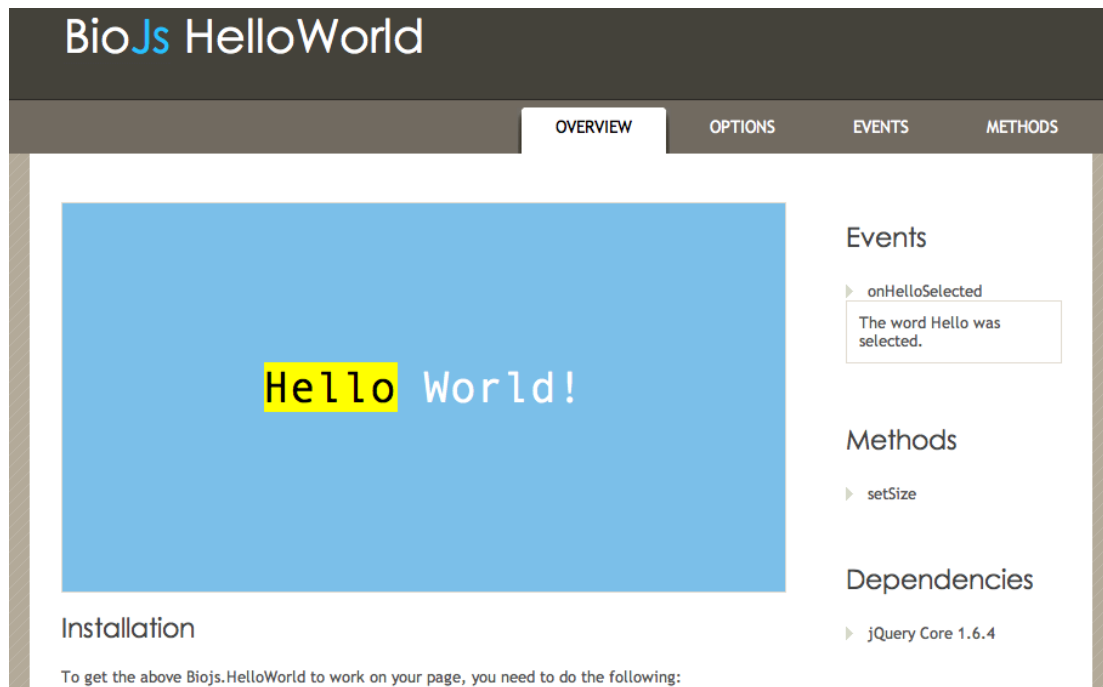 BioJs HelloWorld
OVERVIEW OPTIONS EVENTS METHODS
Hello World!
Installation
To get the above Biojs.HelloWorld to work on your page, you need to do the following:
Events
onHelloSelected
The word Hello was
selected.
Methods
setSize
Dependencies
jQuery Core 1.6.4